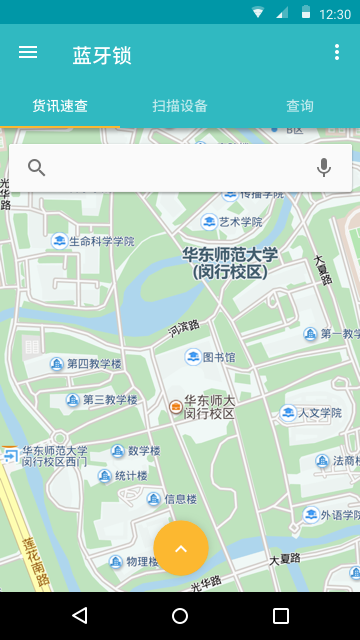 12:30
蓝牙锁
货讯速查
扫描设备
查询
B区
光华路
传播学院
艺术学院
生命科学学院
华东师范大学
(闵行校区)
大夏路
河滨路
第一教学
图书馆
第四教学楼
第三教学楼
华东师大
闵行校区
人文学院
华东师范大学
闵行校区西门
数学楼
统计楼
法商楼
信息楼
外语学院
莲花南路
物理楼
大夏路
光华路